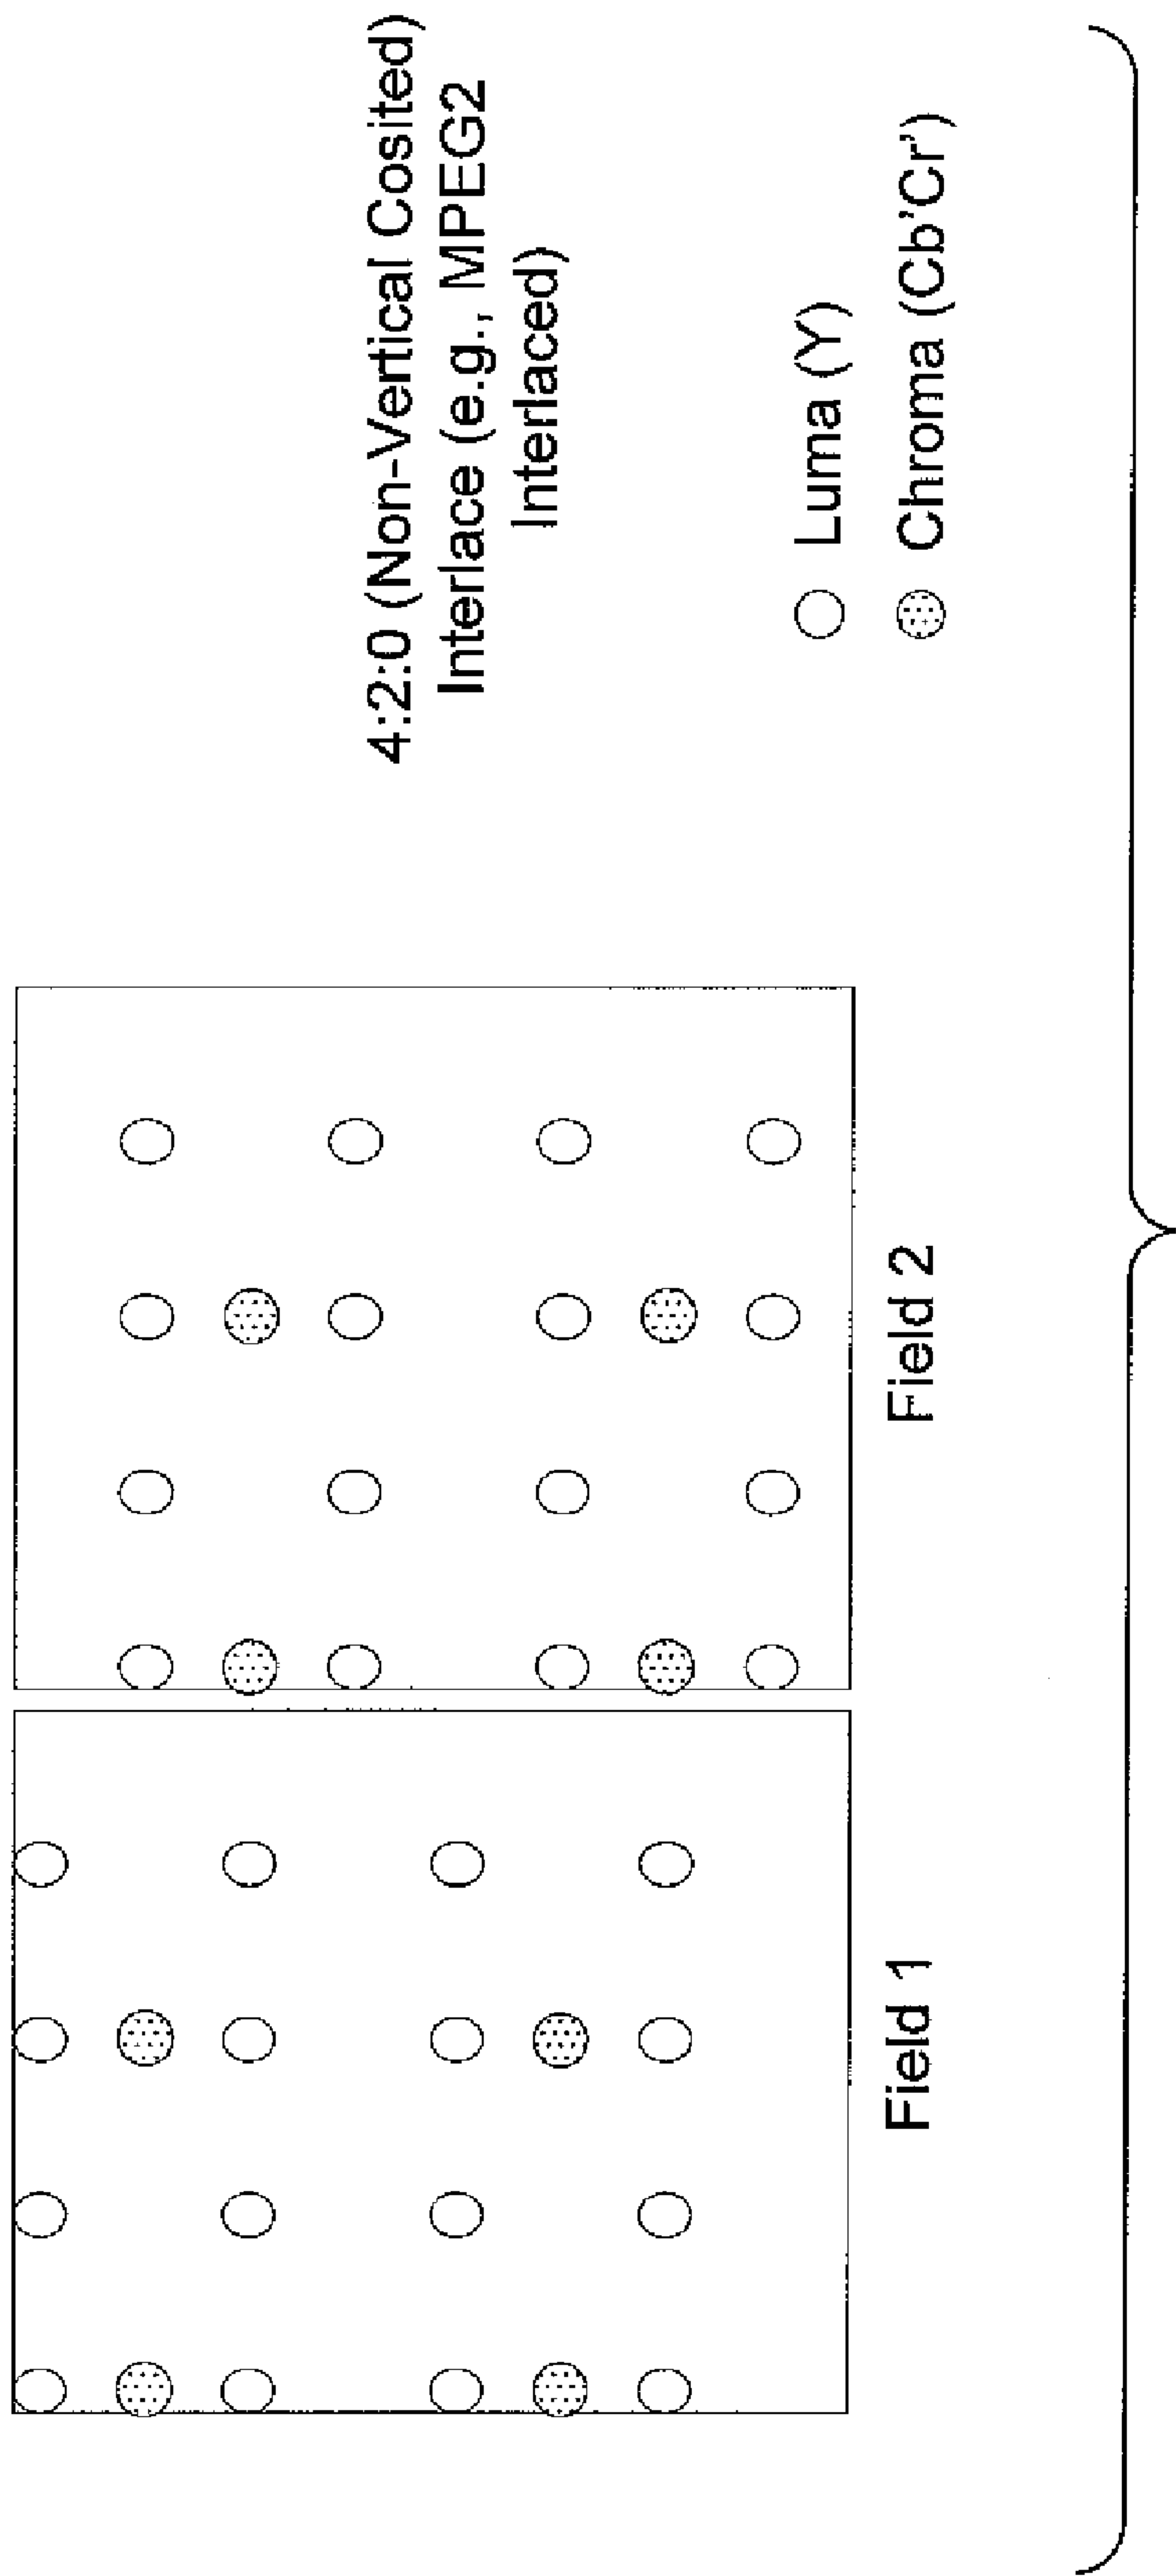 4:2:0 (Non-Vertical Cosited)
Interlace (e.g., MPEG2
Interlaced)
Luma (Y)
Chroma (Cb'Cr')
Field 1
Field 2